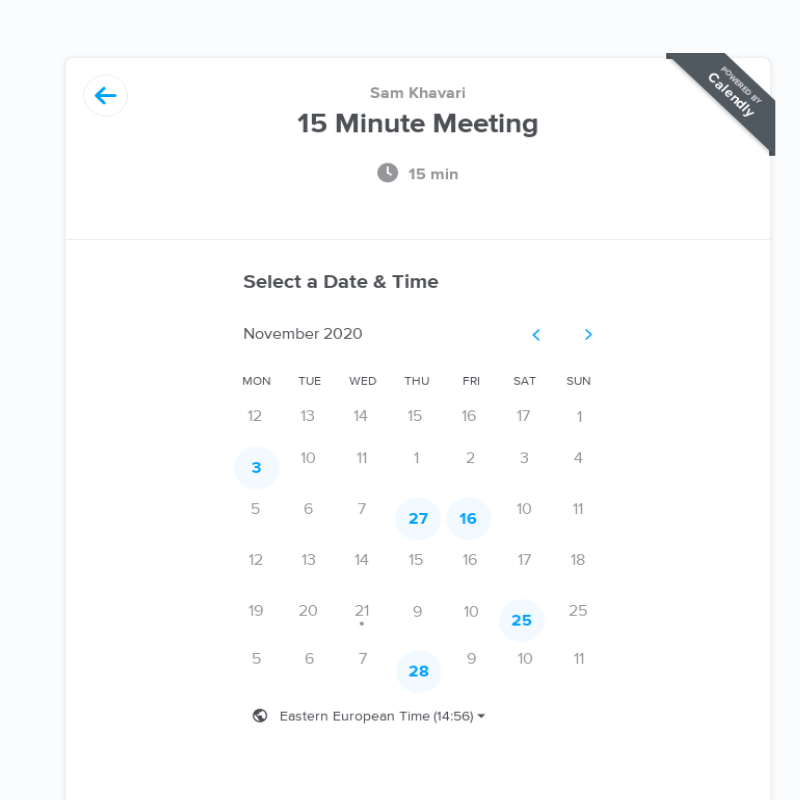 POWERED BY
Calendly
Sam Khavari
15 Minute Meeting
15 min
Select a Date & Time
November 2020
MON TUE WED THU FRI SAT SUN
12 13 14 15 16 17 1
3 10 11 1 2 3 4
5 6 7 27 16 10 11
12 13 14 15 16 17 18
19 20 21 9 10 25 25
5 6 7 28 9 10 11
Eastern European Time (14:56)